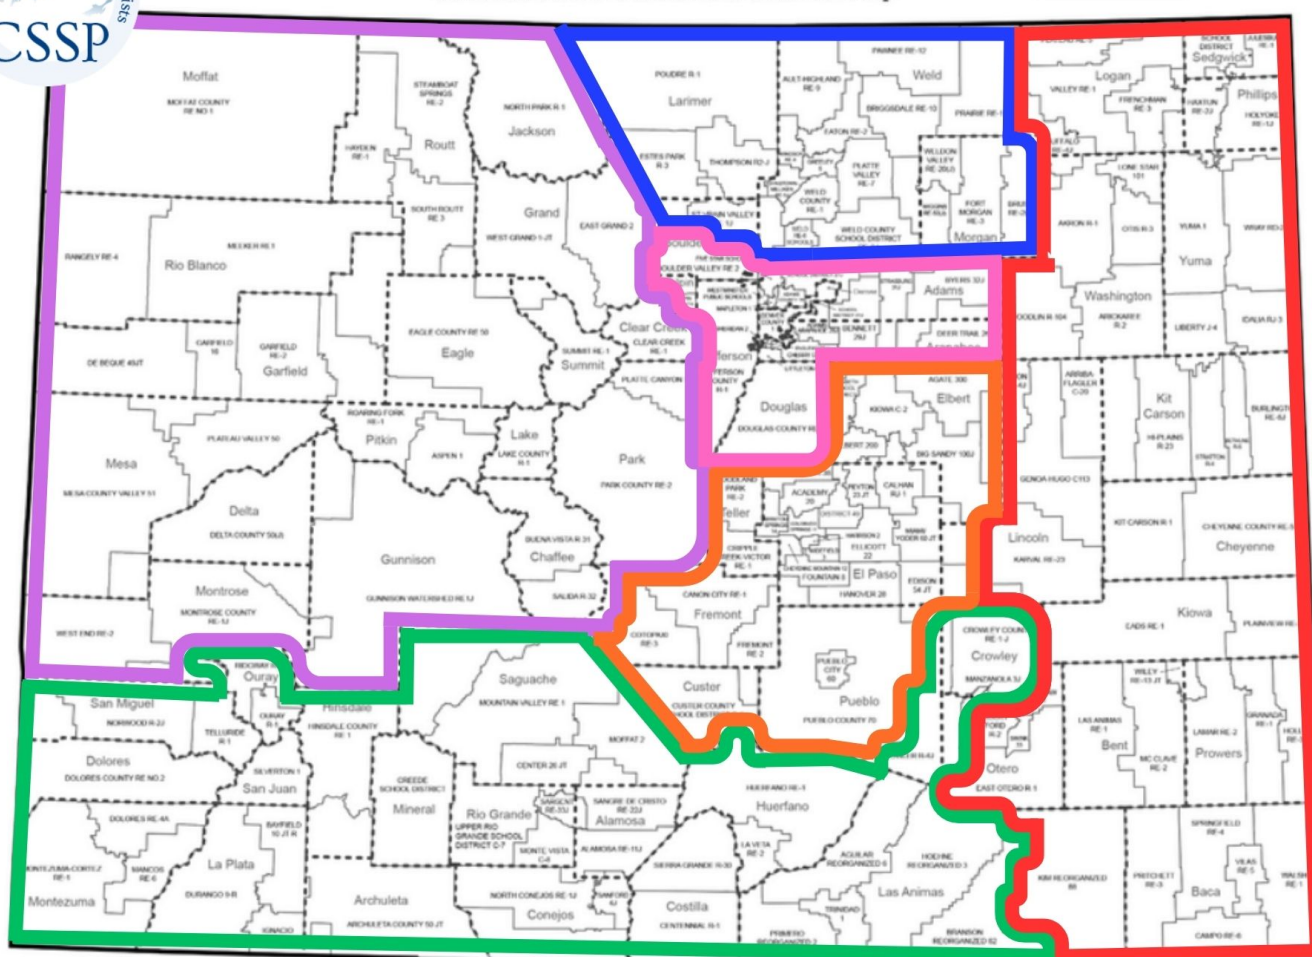 CSSP
ists
Moffat
MOFFAT COUNTY
RE NO 1
STEAMBOAT
SPRINGS
RE-2
NORTH PARK R-1
Jackson
HAYDEN
RE-1
Routt
SOUTH ROUTT
RE 3
Grand
WEST GRAND 1-JT
EAST GRAND 2
POUDRE R-1
Larimer
ESTES PARK
R-3
THOMPSON R2-J
AULT-HIGHLAND
RE-9
PAWNEE RE-12
Weld
BRIGGSDALE RE-10
EATON RE-2
PLATTE
VALLEY
RE-7
WELD
COUNTY
RE-1
WELD COUNTY
SCHOOL DISTRICT
WELDON
VALLEY
RE-20(J)
FORT
MORGAN
RE-3
Morgan
Logan
VALLEY RE-1
FRENCHMAN
RE-3
SCHOOL
DISTRICT
Sedgwick
HAXTUN
RE-2J
Phillips
HOLYOKE
RE-1J
LONE STAR
101
AKRON R-1
OTIS R-3
YUMA 1
Yuma
Washington
ARICKAREE
R-2
LIBERTY J-4
IDALIA RJ-3
MEEKER RE1
RANGELY RE-4
Rio Blanco
DE BEQUE 49JT
GARFIELD
16
GARFIELD
RE-2
Garfield
EAGLE COUNTY RE 50
Eagle
SUMMIT RE-1
Summit
Clear Creek
CLEAR CREEK
RE-1
PLATTE CANYON
BOULDER VALLEY RE 2
Adams
BYERS 32J
BENNETT
29J
DEER TRAIL
Douglas
DOUGLAS COUNTY RE
AGATE 300
Elbert
KIOWA C-2
BIG SANDY 100J
ARRIBA
FLAGLER
C-20
Kit
Carson
HI-PLAINS
R-23
STRATTON
R-4
GENOA HUGO C113
KIT CARSON R-1
CHEYENNE COUNTY RE-5
Cheyenne
Lincoln
KARVAL RE-23
PLATEAU VALLEY 50
Mesa
MESA COUNTY VALLEY 51
ROARING FORK
RE-1
Pitkin
ASPEN 1
Lake
LAKE COUNTY
R-1
Park
PARK COUNTY RE-2
Delta
DELTA COUNTY 50(J)
Gunnison
GUNNISON WATERSHED RE1J
BUENA VISTA R-31
Chaffee
SALIDA R-32
Montrose
MONTROSE COUNTY
RE-1J
WEST END RE-2
Teller
CRIPPLE
CREEK-VICTOR
RE-1
ACADEMY
20
PEYTON
23 JT
CALHAN
RJ-1
DISTRICT 49
ELLICOTT
22
El Paso
FOUNTAIN 8
HANOVER 28
EDISON
54 JT
CANON CITY RE-1
Fremont
COTOPAXI
RE-3
FREMONT
RE-2
PUEBLO
CITY
60
Pueblo
PUEBLO COUNTY 70
Custer
CUSTER COUNTY
Kiowa
EADS RE-1
PLAINVIEW RE
Crowley
MANZANOLA 3J
Otero
EAST OTERO R-1
LAS ANIMAS
RE-1
Bent
MC CLAVE
RE-2
WILEY
RE-13 JT
LAMAR RE-2
Prowers
GRANADA
RE-1
San Miguel
NORWOOD R-2J
TELLURIDE
R-1
Ouray
OURAY
R-1
Hinsdale
HINSDALE COUNTY
RE 1
Saguache
MOUNTAIN VALLEY RE 1
MOFFAT 2
CENTER 26 JT
Dolores
DOLORES COUNTY RE NO.2
SILVERTON 1
San Juan
CREEDE
SCHOOL DISTRICT
Mineral
Rio Grande
UPPER RIO
GRANDE SCHOOL
DISTRICT C-7
SARGENT
RE-33J
MONTE VISTA
C-8
SANGRE DE CRISTO
RE-22J
Alamosa
ALAMOSA RE-11J
HUERFANO RE-1
Huerfano
LA VETA
RE-2
DOLORES RE-4A
MONTEZUMA-CORTEZ
RE-1
Montezuma
MANCOS
RE-6
BAYFIELD
10 JT R
La Plata
DURANGO 9-R
IGNACIO
Archuleta
ARCHULETA COUNTY 50 JT
NORTH CONEJOS RE-1J
Conejos
SANFORD
6J
SIERRA GRANDE R-30
Costilla
CENTENNIAL R-1
AGUILAR
REORGANIZED 6
HOEHNE
REORGANIZED 3
Las Animas
TRINIDAD
1
PRIMERO
REORGANIZED 2
BRANSON
REORGANIZED 82
KIM REORGANIZED
88
PRITCHETT
RE-3
SPRINGFIELD
RE-4
VILAS
RE-5
Baca
CAMPO RE-6